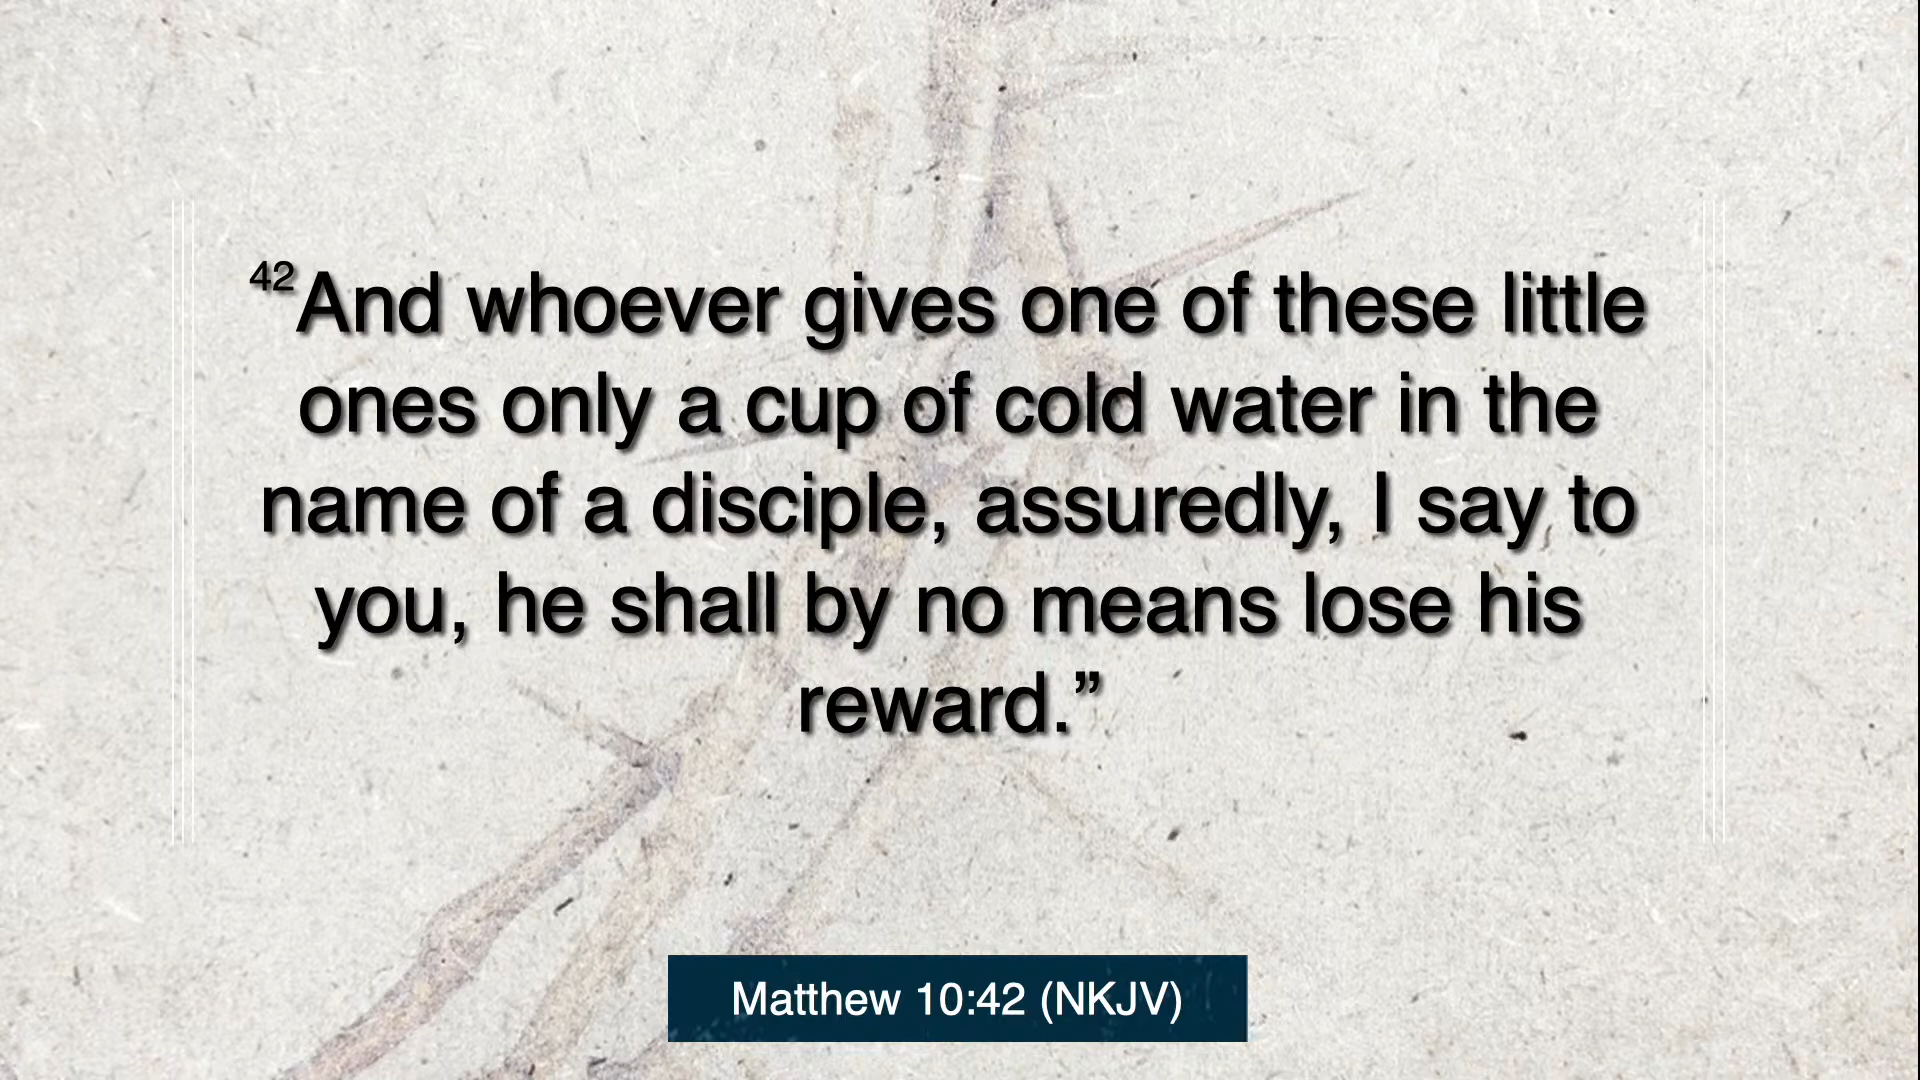 42And whoever gives one of these little
ones only a cup of cold water in the
name of a disciple, assuredly, I say to
you, he shall by no means lose his
reward.”
Matthew 10:42 (NKJV)